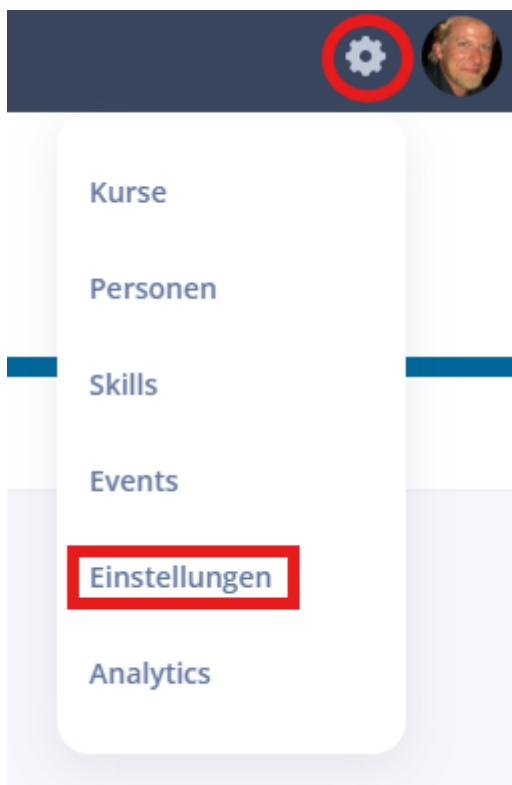 Kurse
Personen
Skills
Events
Einstellungen
Analytics